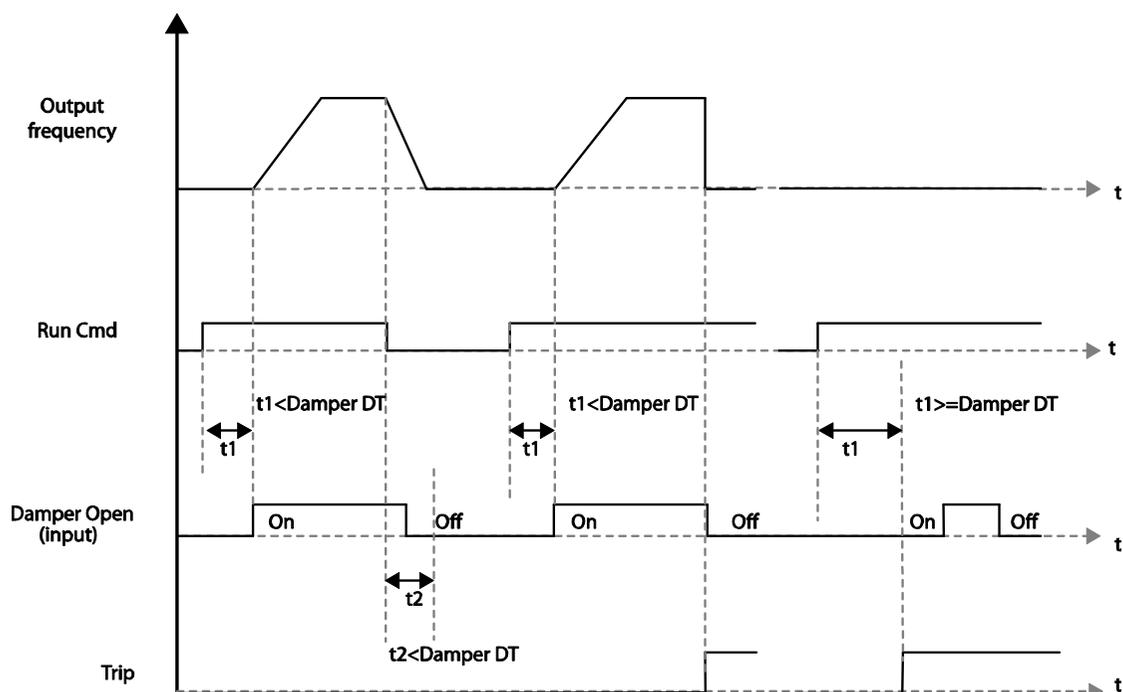 Output
frequency
t
Run Cmd
t
t1<Damper DT
t1<Damper DT
t1>=Damper DT
t1
t1
t1
Damper Open
(input)
On
Off
On
Off
On
Off
t
t2
t2<Damper DT
Trip
t